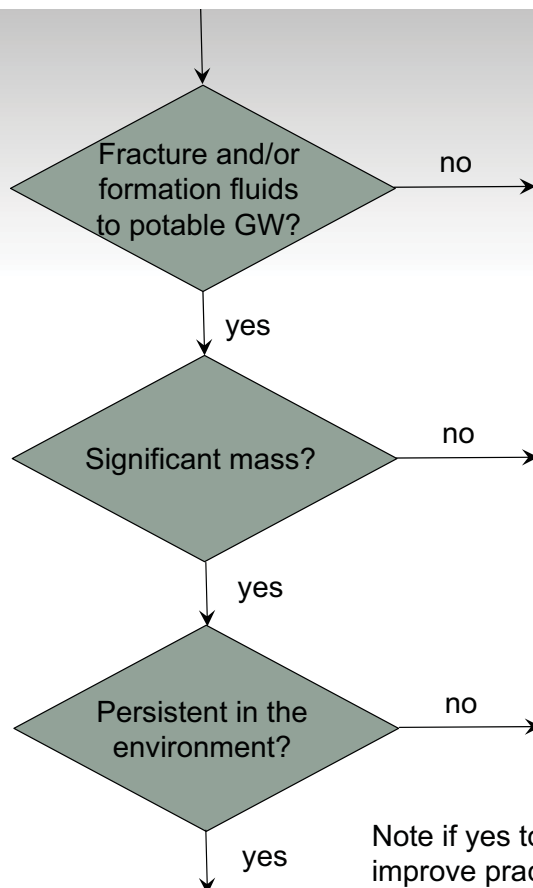 Fracture and/or
formation fluids
to potable GW?
no
yes
Significant mass?
no
yes
Persistent in the
environment?
no
yes
Note if yes to
improve prac